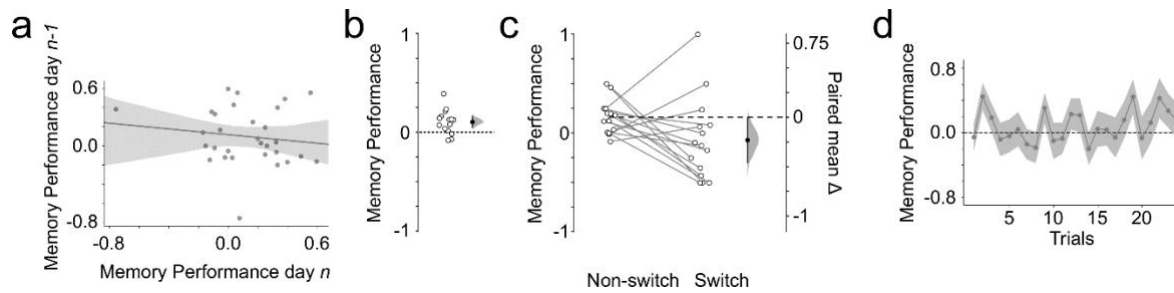 a
Memory Performance day n-1
0.6
0.0
-0.8
-0.8
0.0
0.6
Memory Performance day n
b
Memory Performance
1
0
-1
c
Memory Performance
1
0
-1
Non-switch Switch
0.75
0
-1
Paired mean Δ
d
Memory Performance
0.8
0.0
-0.8
5
10
15
20
Trials